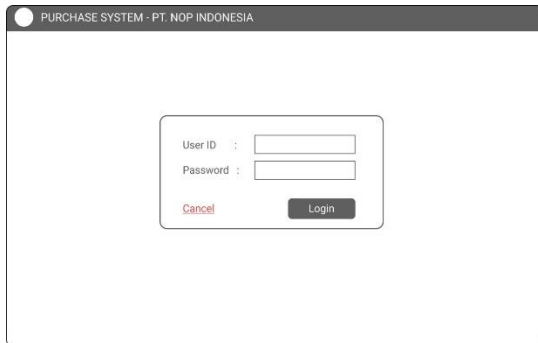 PURCHASE SYSTEM - PT. NOP INDONESIA
User ID :
Password :
Cancel Login